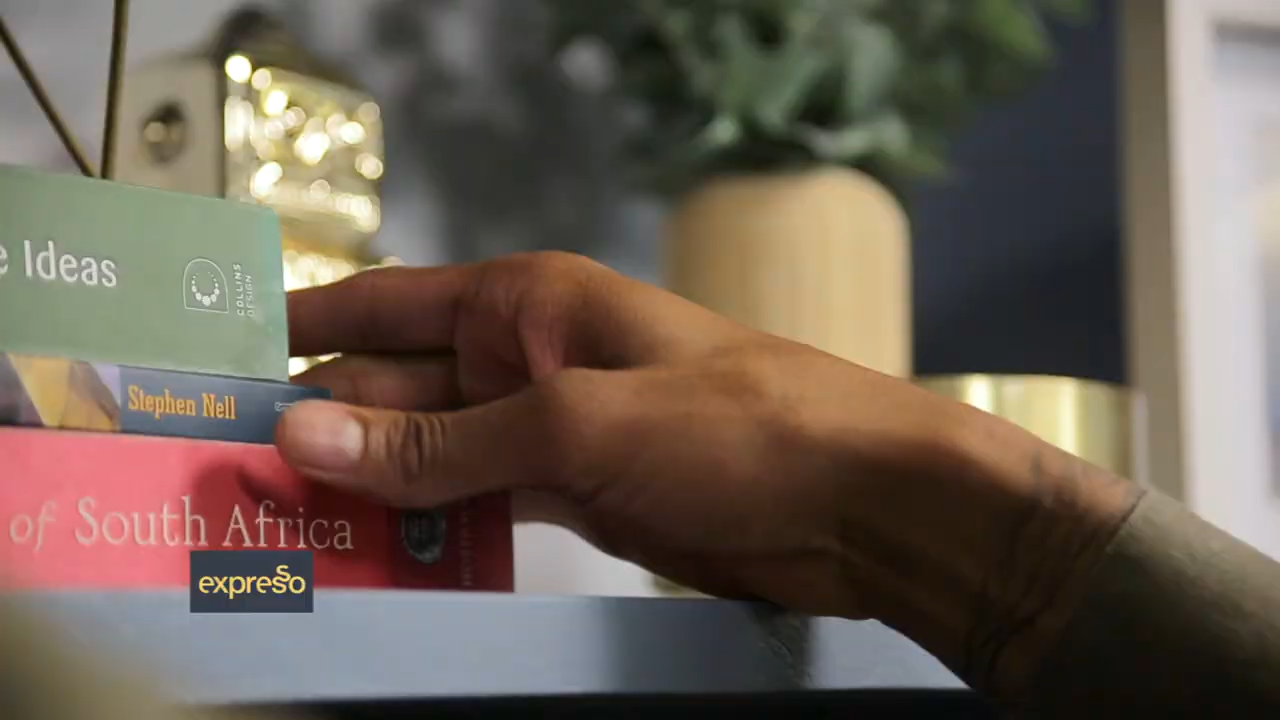 e Ideas
COLLINS
DESIGN
Stephen Nell
of South Africa
expresso